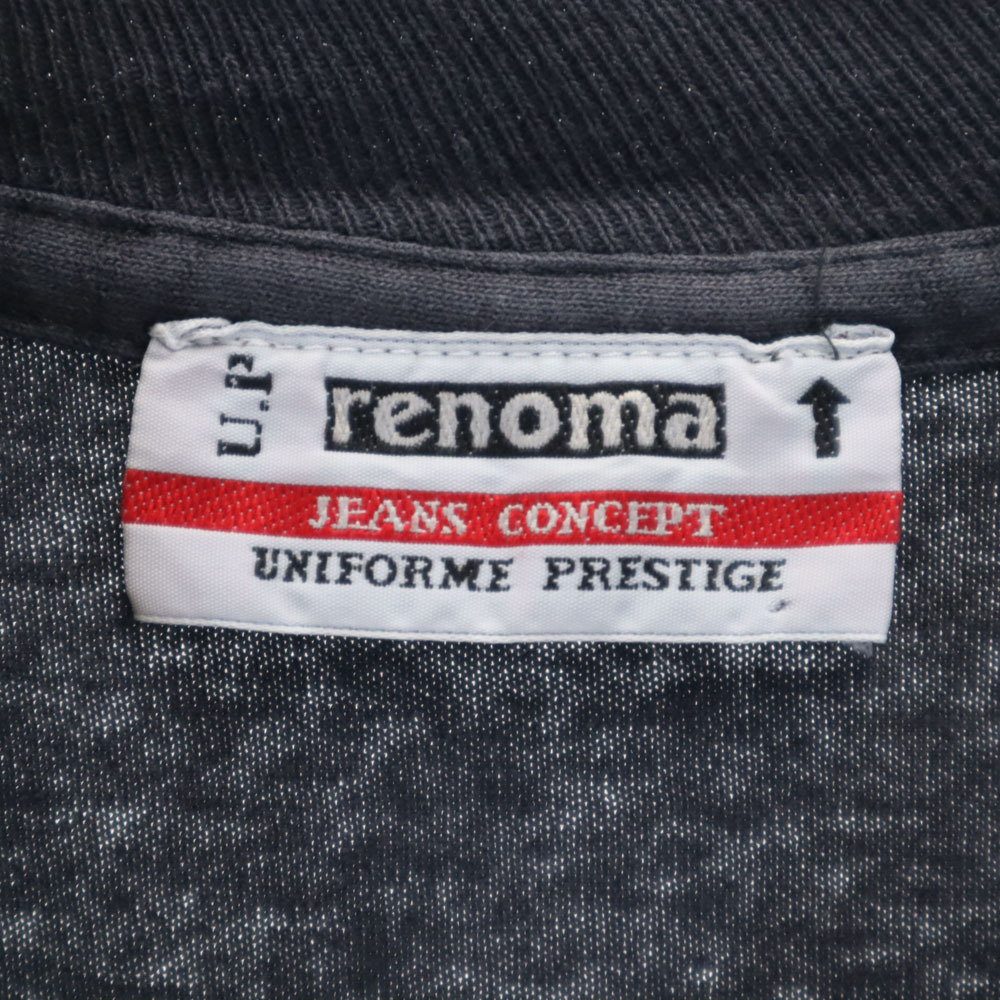 U.P
renoma
JEANS CONCEPT
UNIFORME PRESTIGE